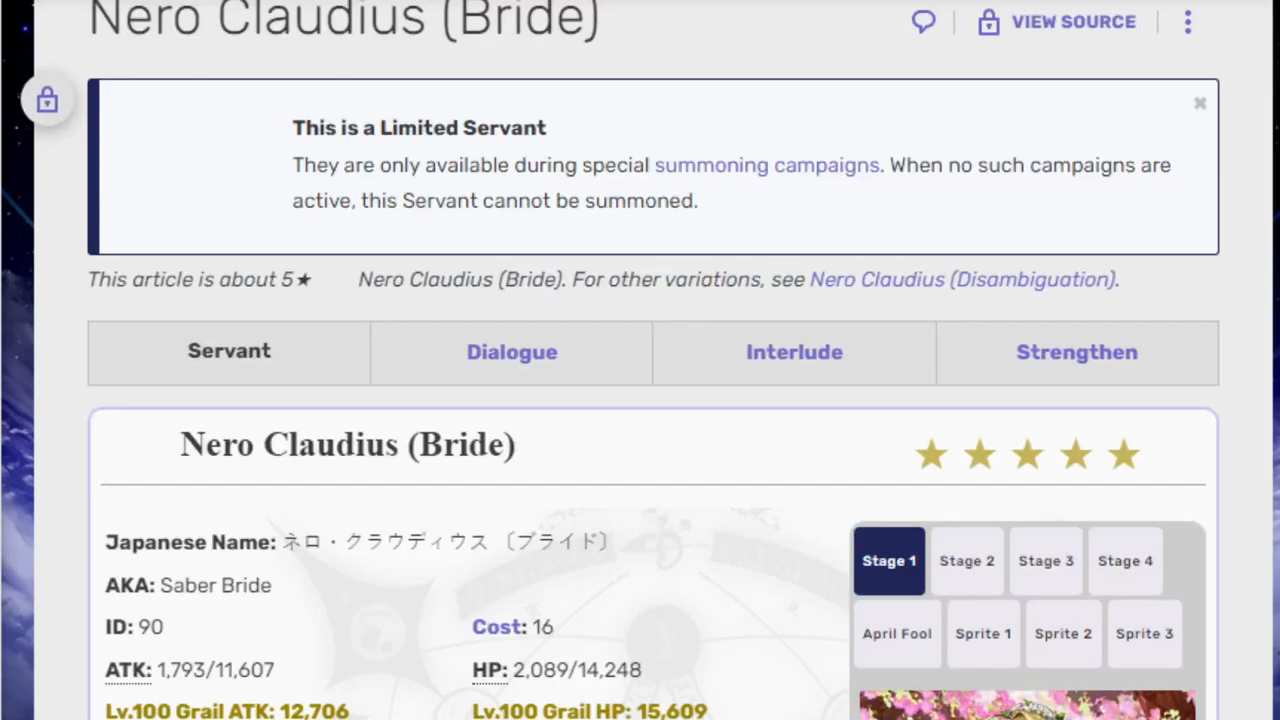 Nero Claudius (Bride)
VIEW SOURCE
This is a Limited Servant
They are only available during special summoning campaigns. When no such campaigns are
active, this Servant cannot be summoned.
This article is about 5★ Nero Claudius (Bride). For other variations, see Nero Claudius (Disambiguation).
Servant Dialogue Interlude Strengthen
Nero Claudius (Bride) ★ ★ ★ ★ ★
Japanese Name: ネロ・クラウディウス 〔ブライド〕
AKA: Saber Bride
ID: 90 Cost: 16
ATK: 1,793/11,607 HP: 2,089/14,248
Lv.100 Grail ATK: 12,706 Lv.100 Grail HP: 15,609
Stage 1 Stage 2 Stage 3 Stage 4
April Fool Sprite 1 Sprite 2 Sprite 3